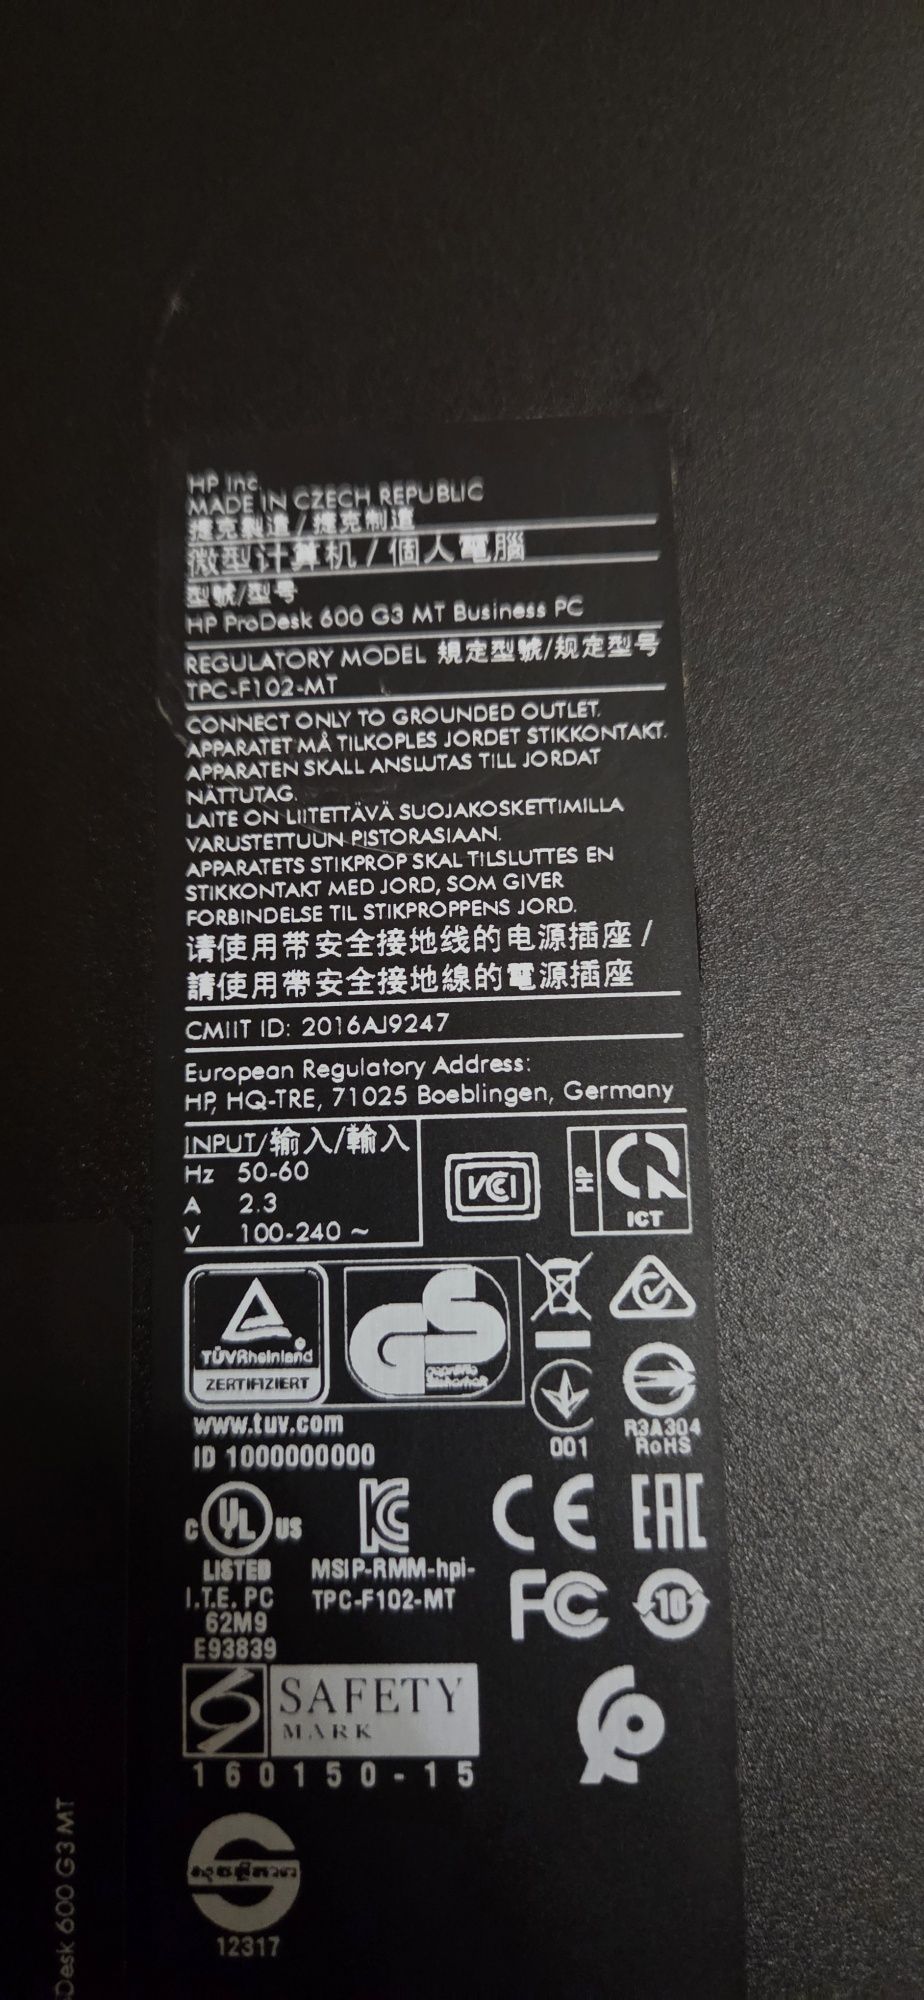 HP Inc.
MADE IN CZECH REPUBLIC
捷克製造 / 捷克制造
微型计算机 / 個人電腦
型號/型号
HP ProDesk 600 G3 MT Business PC
REGULATORY MODEL 規定型號/规定型号
TPC-F102-MT
CONNECT ONLY TO GROUNDED OUTLET.
APPARATET MÅ TILKOPLES JORDET STIKKONTAKT.
APPARATEN SKALL ANSLUTAS TILL JORDAT
NÄTTUTAG.
LAITE ON LIITETTÄVÄ SUOJAKOSKETTIMILLA
VARUSTETTUUN PISTORASIAAN.
APPARATETS STIKPROP SKAL TILSLUTTES EN
STIKKONTAKT MED JORD, SOM GIVER
FORBINDELSE TIL STIKPROPPENS JORD.
请使用带安全接地线的电源插座 /
請使用帶安全接地線的電源插座
CMIIT ID: 2016AJ9247
European Regulatory Address:
HP, HQ-TRE, 71025 Boeblingen, Germany
INPUT/输入/輸入
Hz 50-60
A 2.3
V 100-240 ~
VCI
HP
ICT
TÜVRheinland ®
ZERTIFIZIERT
GS
geprüfte
Sicherheit
www.tuv.com
ID 1000000000
001
R3A304
RoHS
C UL US
LISTED
I.T.E. PC
62M9
E93839
KC
MSIP-RMM-hpi-
TPC-F102-MT
CE
EAC
FC
10
SAFETY
MARK
160150-15
12317
Desk 600 G3 MT